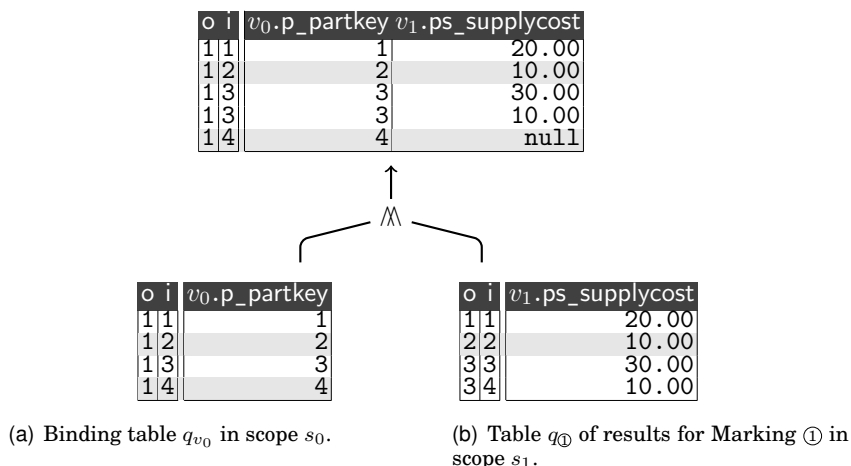 o i v₀.p_partkey v₁.ps_supplycost
1 1 1 20.00
1 2 2 10.00
1 3 3 30.00
1 3 3 10.00
1 4 4 null
o i v₀.p_partkey
1 1 1
1 2 2
1 3 3
1 4 4
o i v₁.ps_supplycost
1 1 20.00
2 2 10.00
3 3 30.00
3 4 10.00
(a) Binding table q_{v₀} in scope s₀.
(b) Table q_① of results for Marking ① in
scope s₁.